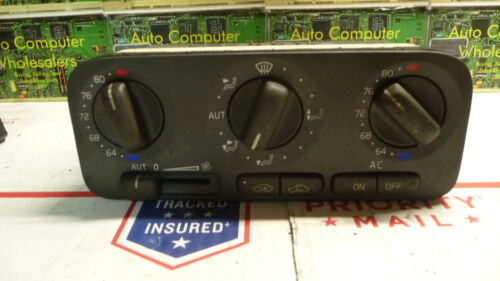 Auto Computer
Wholesalers
Auto Computer
Wholesalers
Auto Computer
80
76
72
68
64
AUT
80
76
72
68
64
AUT 0
AC
ON OFF
TRACKED
INSURED
PRIORITY
MAIL